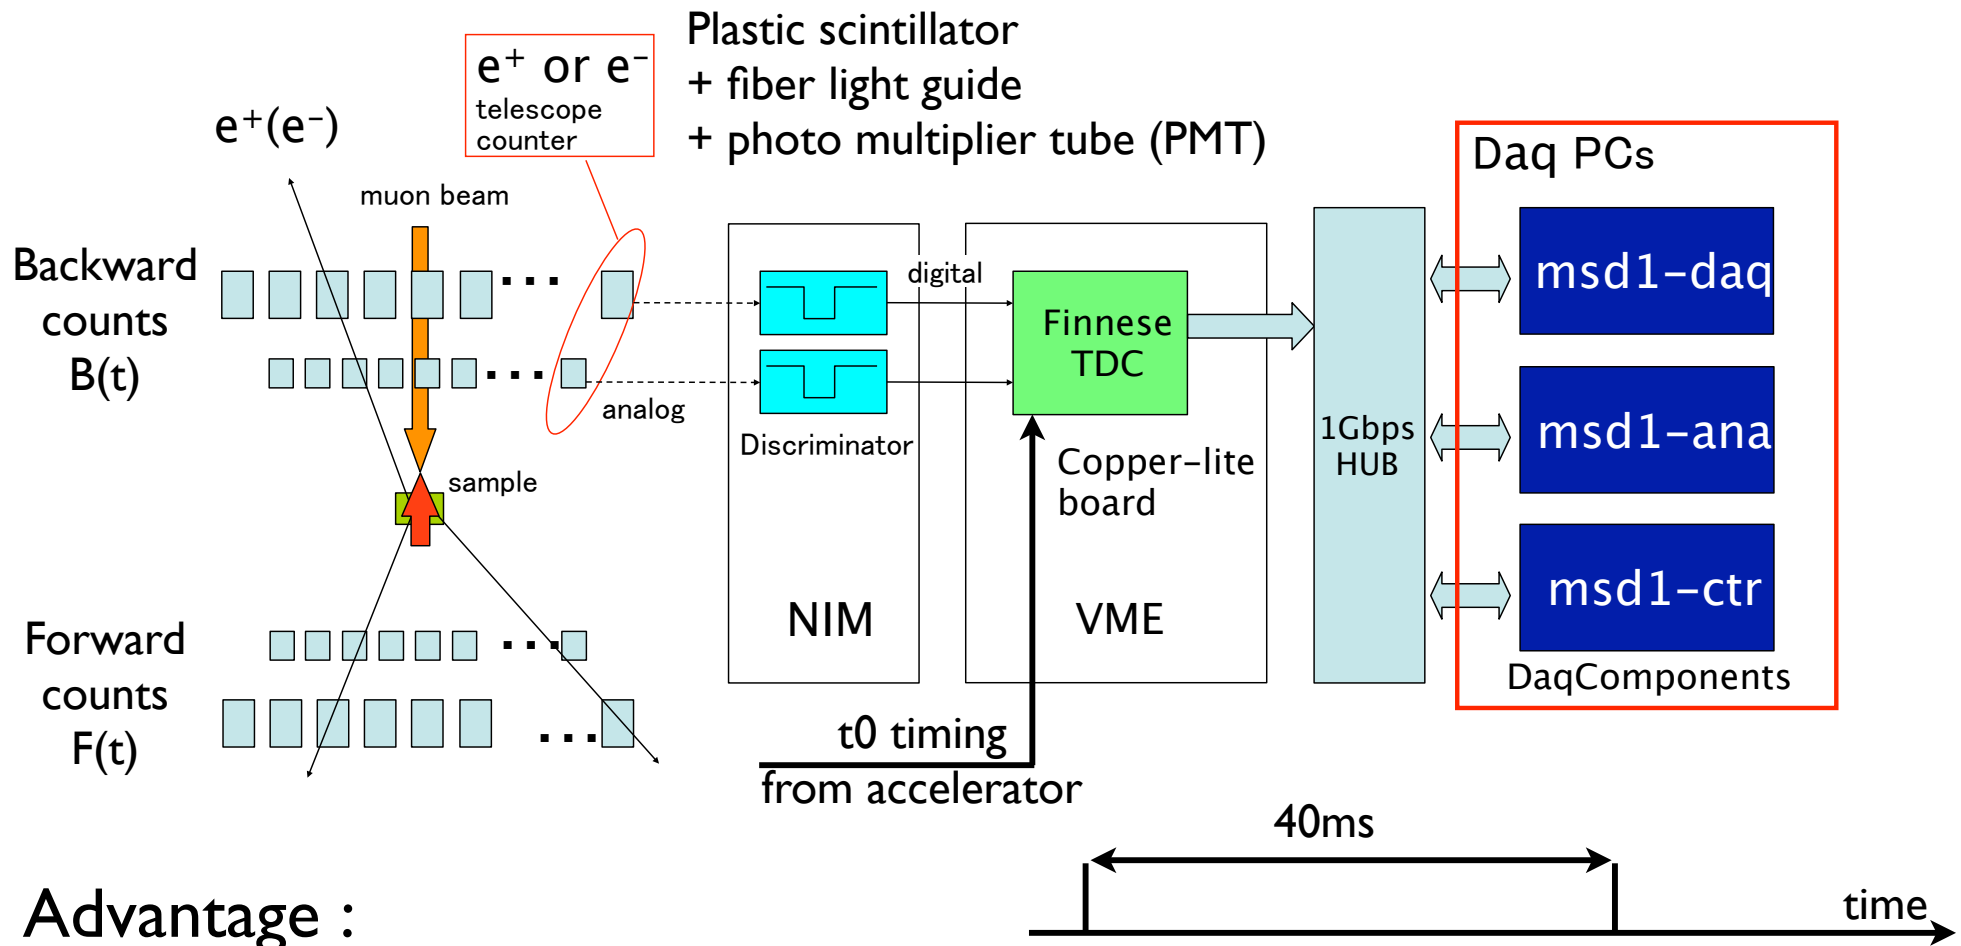 Plastic scintillator
+ fiber light guide
+ photo multiplier tube (PMT)
e⁺ or e⁻
telescope
counter
e⁺(e⁻)
muon beam
Backward
counts
B(t)
analog
sample
Forward
counts
F(t)
digital
Discriminator
NIM
Finnese
TDC
Copper-lite
board
VME
t0 timing
from accelerator
1Gbps
HUB
Daq PCs
msd1-daq
msd1-ana
msd1-ctr
DaqComponents
40ms
time
Advantage :